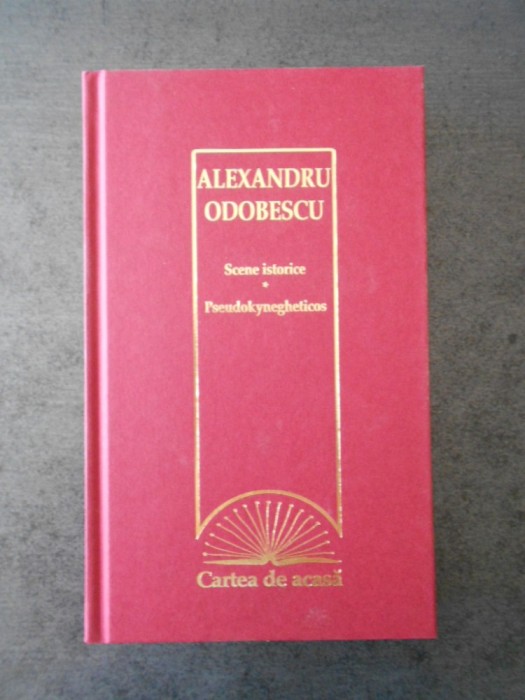 ALEXANDRU
ODOBESCU
Scene istorice
*
Pseudokynegheticos
Cartea de acasă